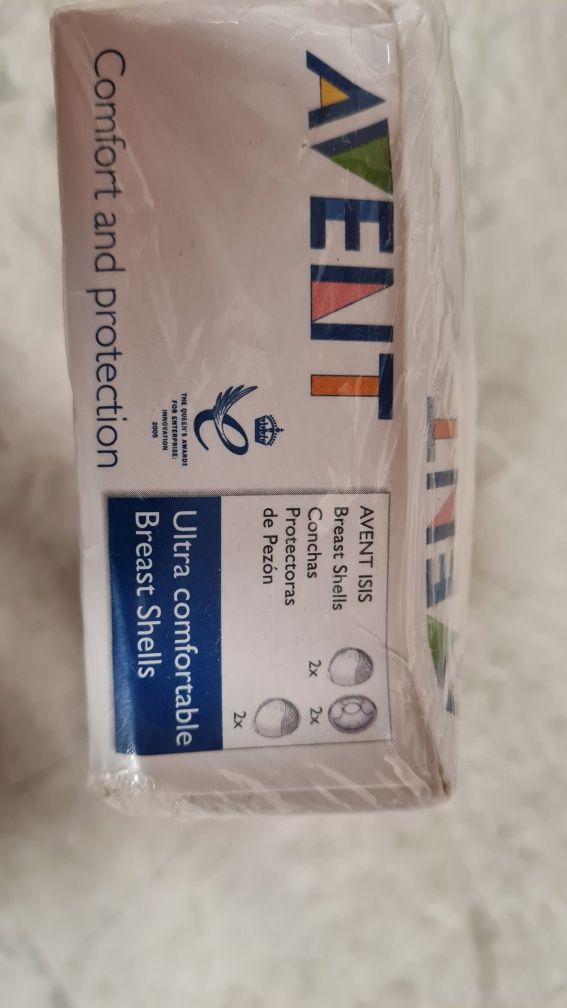 AVENT
THE QUEEN'S AWARDS
FOR ENTERPRISE:
INNOVATION
2005
Comfort and protection
AVENT ISIS
Breast Shells
Conchas
Protectoras
de Pezón
2x
2x
2x
Ultra comfortable
Breast Shells
AVENT